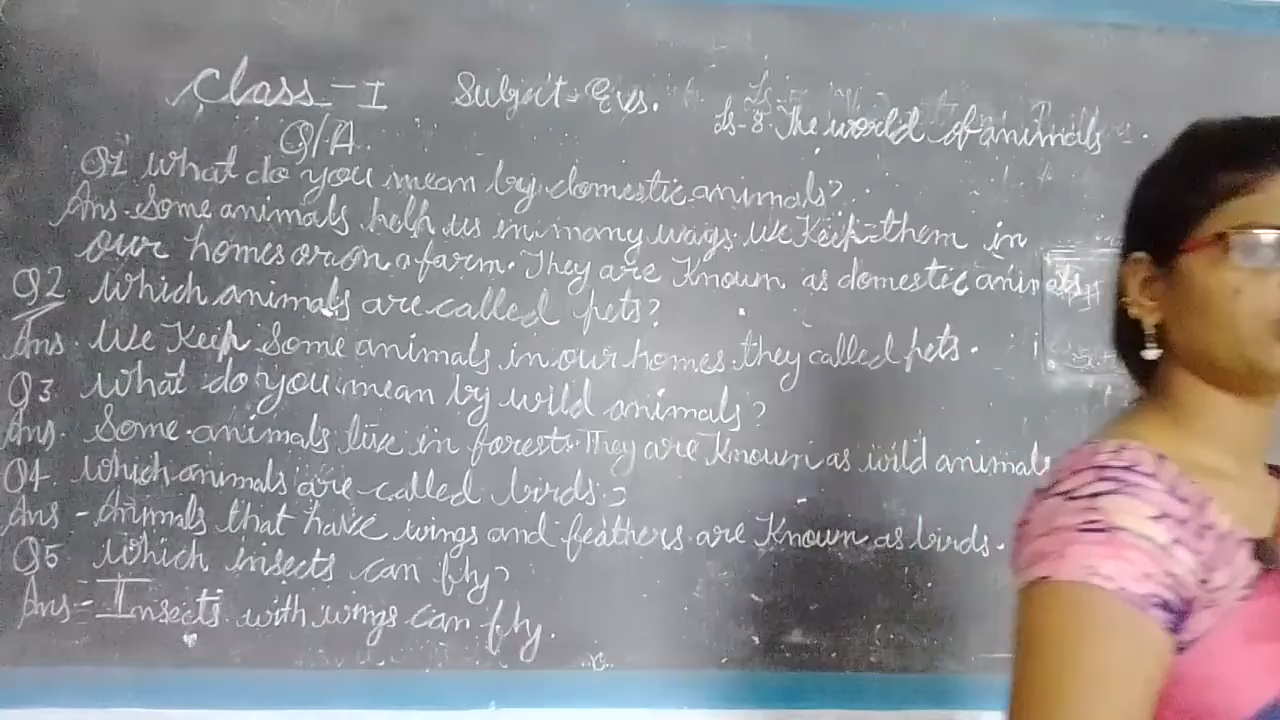 Class - I Subject - Evs. Ls-8 The world of animals
Q/A
Q1 What do you mean by domestic animals?
Ans - Some animals help us in many ways. We Keep them in
our homes or on a farm. They are Known as domestic animals
Q2 Which animals are called pets?
Ans. We Keep Some animals in our homes. they called pets.
Q3 What do you mean by wild animals?
Ans. Some animals live in forests. They are Known as wild animals
Q4. which animals are called birds?
Ans - Animals that have wings and feathers are Known as birds.
Q5 Which insects can fly?
Ans - Insects with wings can fly.